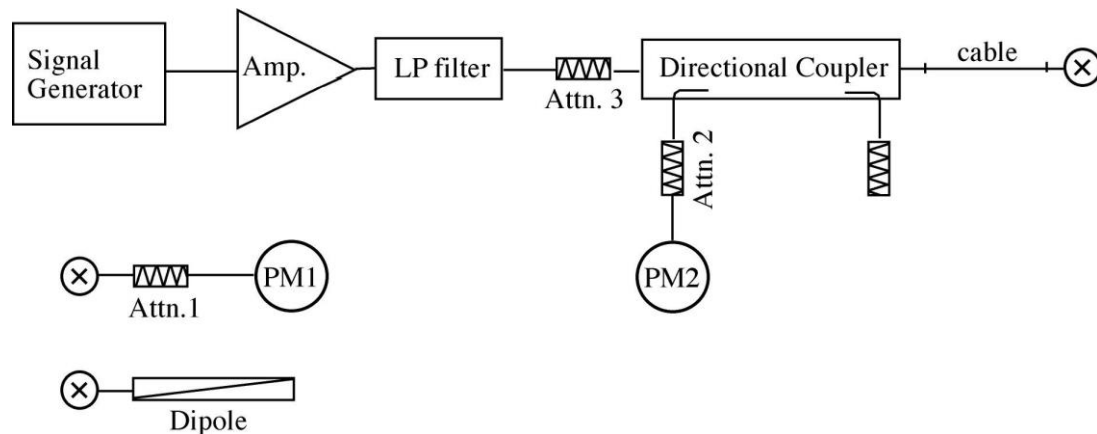 Signal
Generator
Amp.
LP filter
Attn. 3
Directional Coupler
cable
Attn. 2
PM1
Attn.1
PM2
Dipole